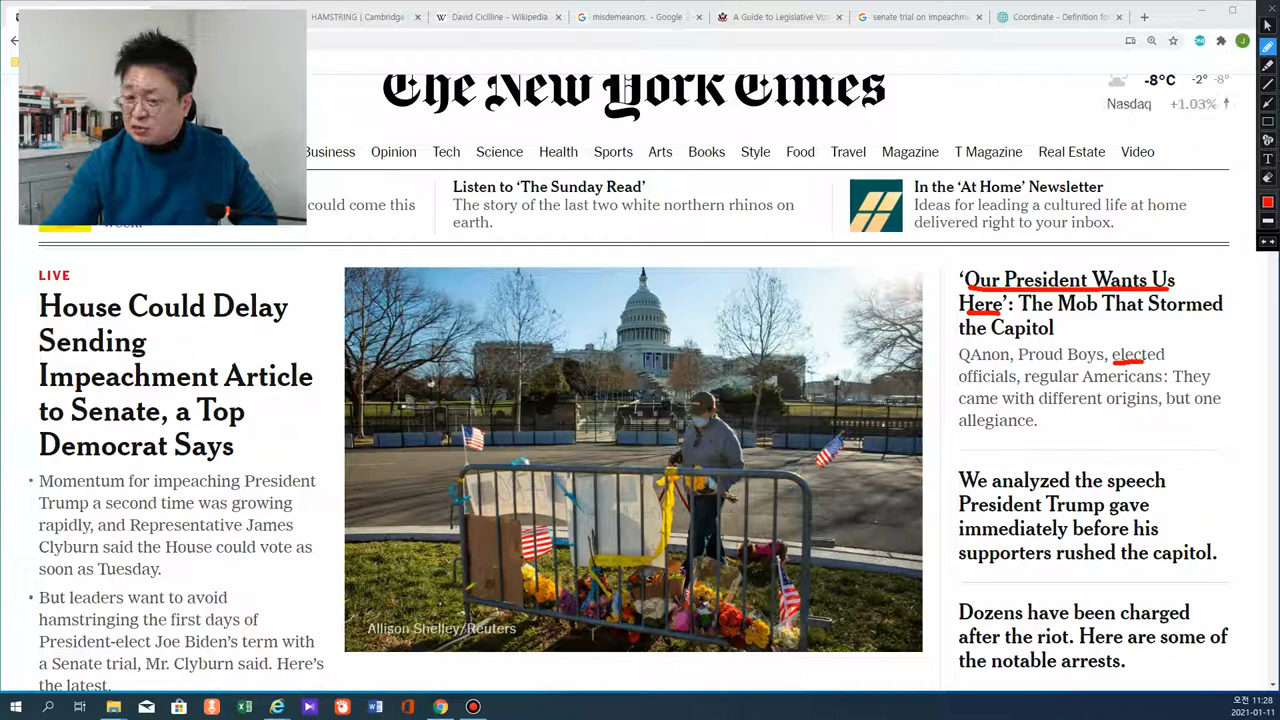 HAMSTRING | Cambridge
David Cicilline - Wikipedia
misdemeanors. - Google
A Guide to Legislative Vo
senate trial on impeachm
Coordinate - Definition fo
The New York Times
-8°C -2° -8°
Nasdaq +1.03%
Business Opinion Tech Science Health Sports Arts Books Style Food Travel Magazine T Magazine Real Estate Video
could come this
week.
Listen to ‘The Sunday Read’
The story of the last two white northern rhinos on
earth.
In the ‘At Home’ Newsletter
Ideas for leading a cultured life at home
delivered right to your inbox.
LIVE
House Could Delay
Sending
Impeachment Article
to Senate, a Top
Democrat Says
• Momentum for impeaching President
Trump a second time was growing
rapidly, and Representative James
Clyburn said the House could vote as
soon as Tuesday.
• But leaders want to avoid
hamstringing the first days of
President-elect Joe Biden’s term with
a Senate trial, Mr. Clyburn said. Here’s
the latest.
Allison Shelley/Reuters
‘Our President Wants Us
Here’: The Mob That Stormed
the Capitol
QAnon, Proud Boys, elected
officials, regular Americans: They
came with different origins, but one
allegiance.
We analyzed the speech
President Trump gave
immediately before his
supporters rushed the capitol.
Dozens have been charged
after the riot. Here are some of
the notable arrests.
오전 11:28
2021-01-11